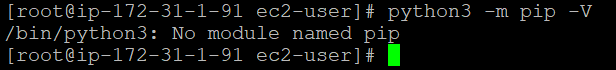 [root@ip-172-31-1-91 ec2-user]# python3 -m pip -V
/bin/python3: No module named pip
[root@ip-172-31-1-91 ec2-user]#